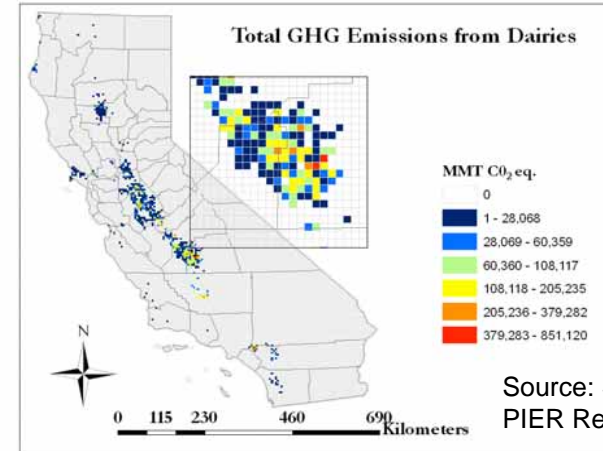 Total GHG Emissions from Dairies
MMT C0₂ eq.
0
1 - 28,068
28,069 - 60,359
60,360 - 108,117
108,118 - 205,235
205,236 - 379,282
379,283 - 851,120
N
0 115 230 460 690
Kilometers
Source:
PIER Re